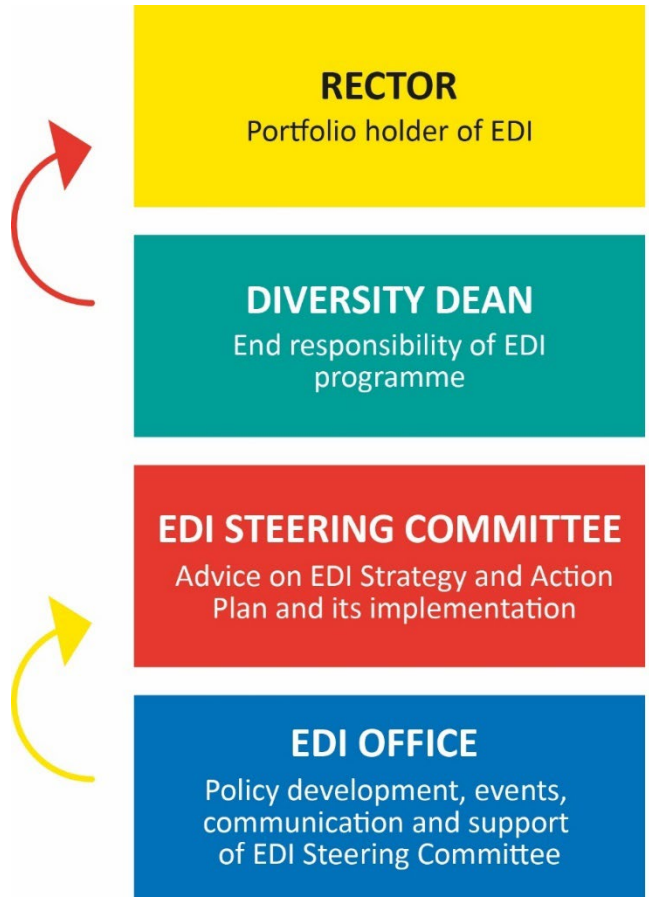 RECTOR
Portfolio holder of EDI
DIVERSITY DEAN
End responsibility of EDI
programme
EDI STEERING COMMITTEE
Advice on EDI Strategy and Action
Plan and its implementation
EDI OFFICE
Policy development, events,
communication and support
of EDI Steering Committee